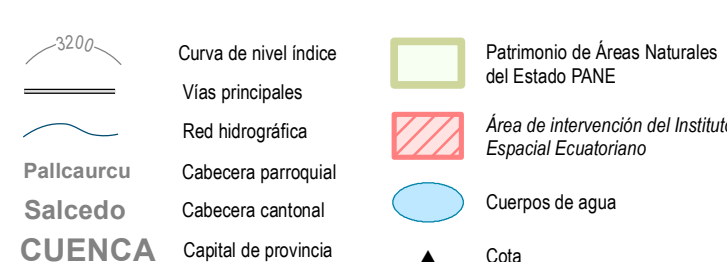 3200
Curva de nivel índice
Vías principales
Red hidrográfica
Pallcaurcu
Cabecera parroquial
Salcedo
Cabecera cantonal
CUENCA
Capital de provincia
Patrimonio de Áreas Naturales
del Estado PANE
Área de intervención del Instituto
Espacial Ecuatoriano
Cuerpos de agua
Cota